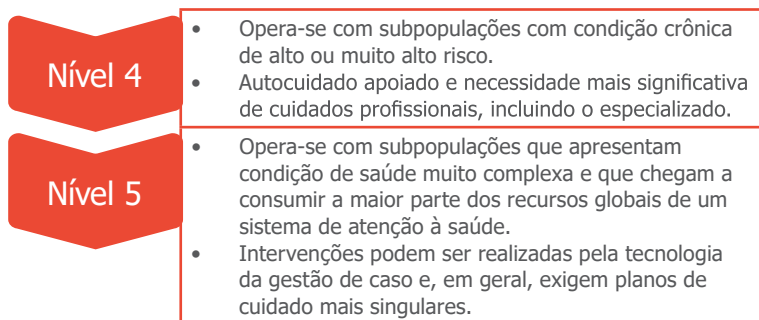 Nível 4
• Opera-se com subpopulações com condição crônica
de alto ou muito alto risco.
• Autocuidado apoiado e necessidade mais significativa
de cuidados profissionais, incluindo o especializado.
Nível 5
• Opera-se com subpopulações que apresentam
condição de saúde muito complexa e que chegam a
consumir a maior parte dos recursos globais de um
sistema de atenção à saúde.
• Intervenções podem ser realizadas pela tecnologia
da gestão de caso e, em geral, exigem planos de
cuidado mais singulares.